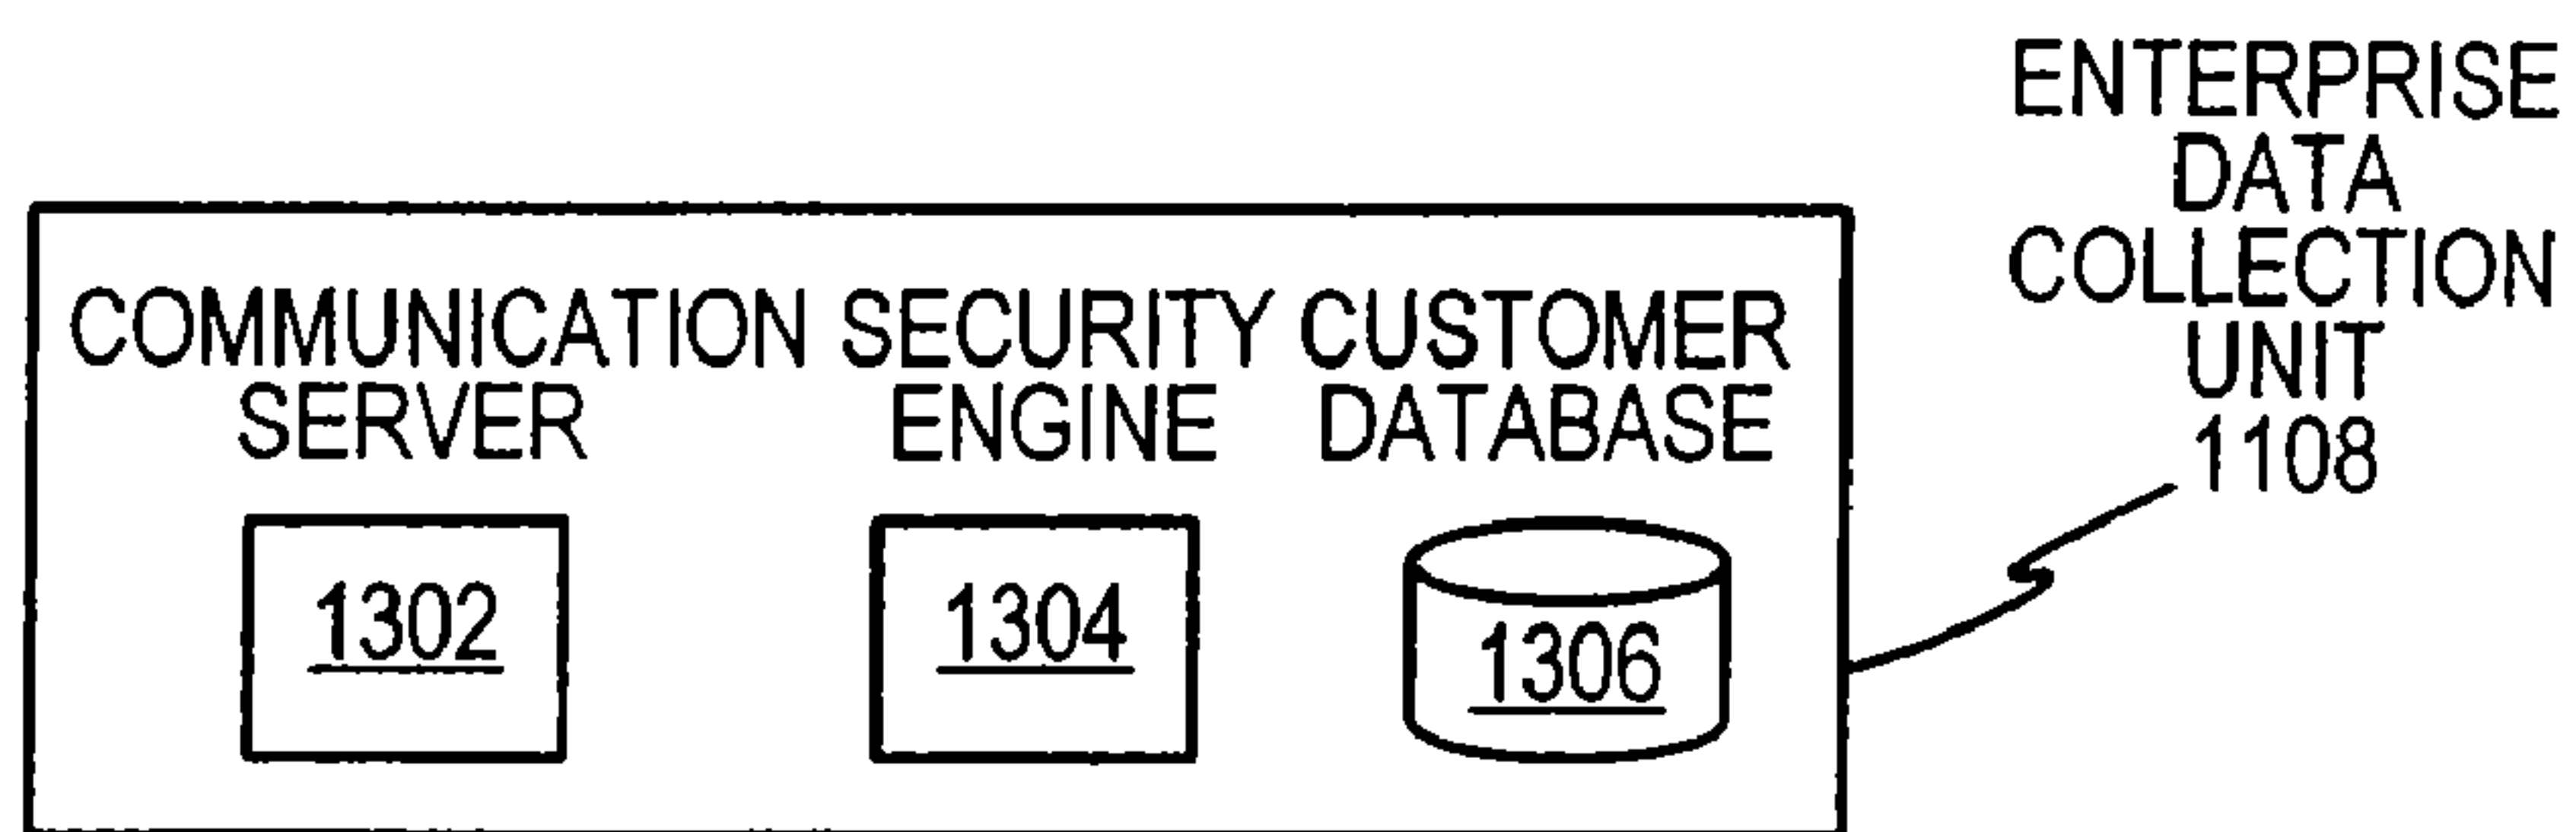 ENTERPRISE
DATA
COLLECTION
UNIT
1108
COMMUNICATION SECURITY CUSTOMER
SERVER ENGINE DATABASE
1302 1304 1306